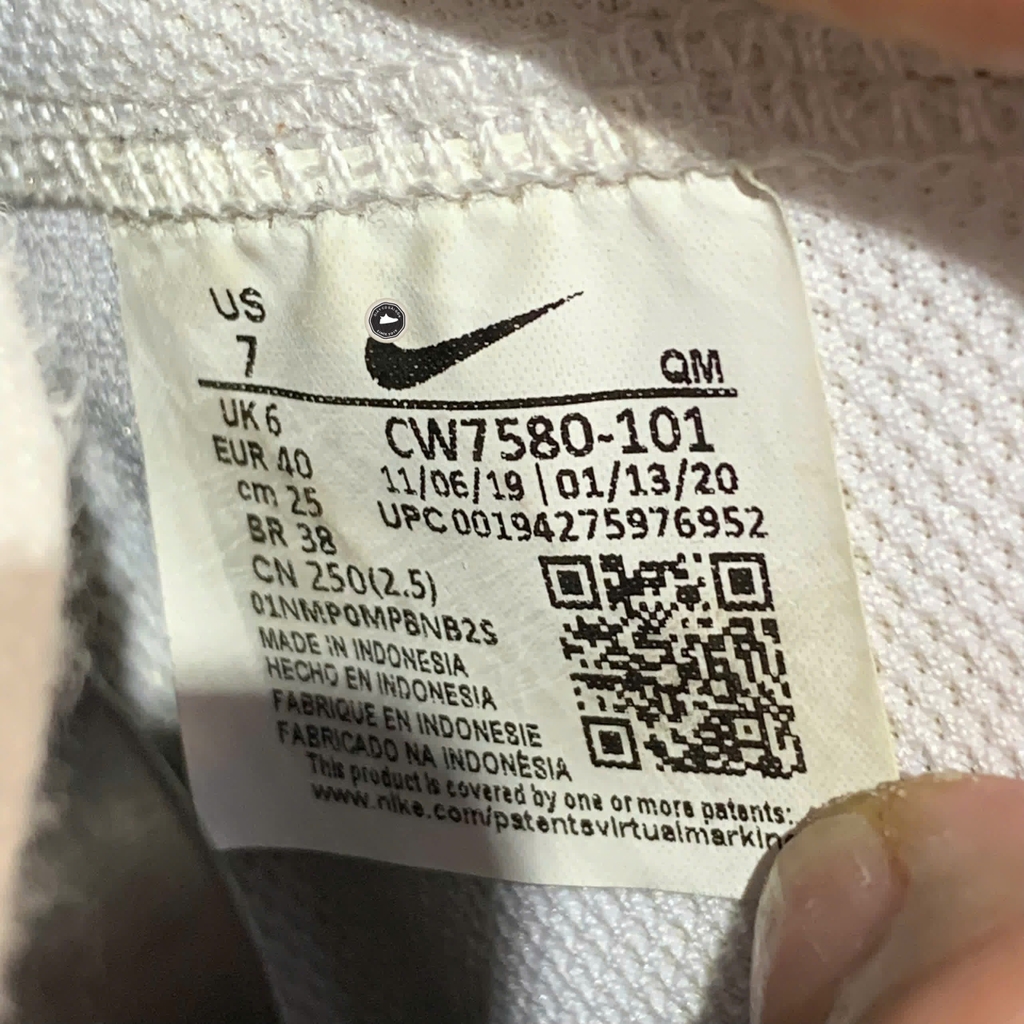 US
7
QM
UK 6
EUR 40
cm 25
BR 38
CN 250(2.5)
CW7580-101
11/06/19 | 01/13/20
UPC 00194275976952
01NMP0MP8NB2S
MADE IN INDONESIA
HECHO EN INDONESIA
FABRIQUE EN INDONESIE
FABRICADO NA INDONÉSIA
This product is covered by one or more patents:
www.nike.com/patentsvirtualmarking